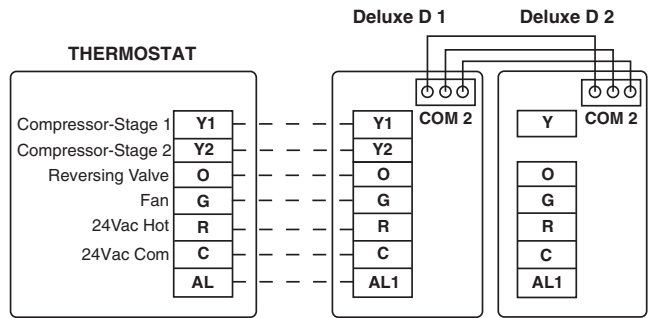 Deluxe D 1 Deluxe D 2
THERMOSTAT
COM 2 COM 2
Compressor-Stage 1 Y1 Y1 Y
Compressor-Stage 2 Y2 Y2
Reversing Valve O O O
Fan G G G
24Vac Hot R R R
24Vac Com C C C
AL AL1 AL1